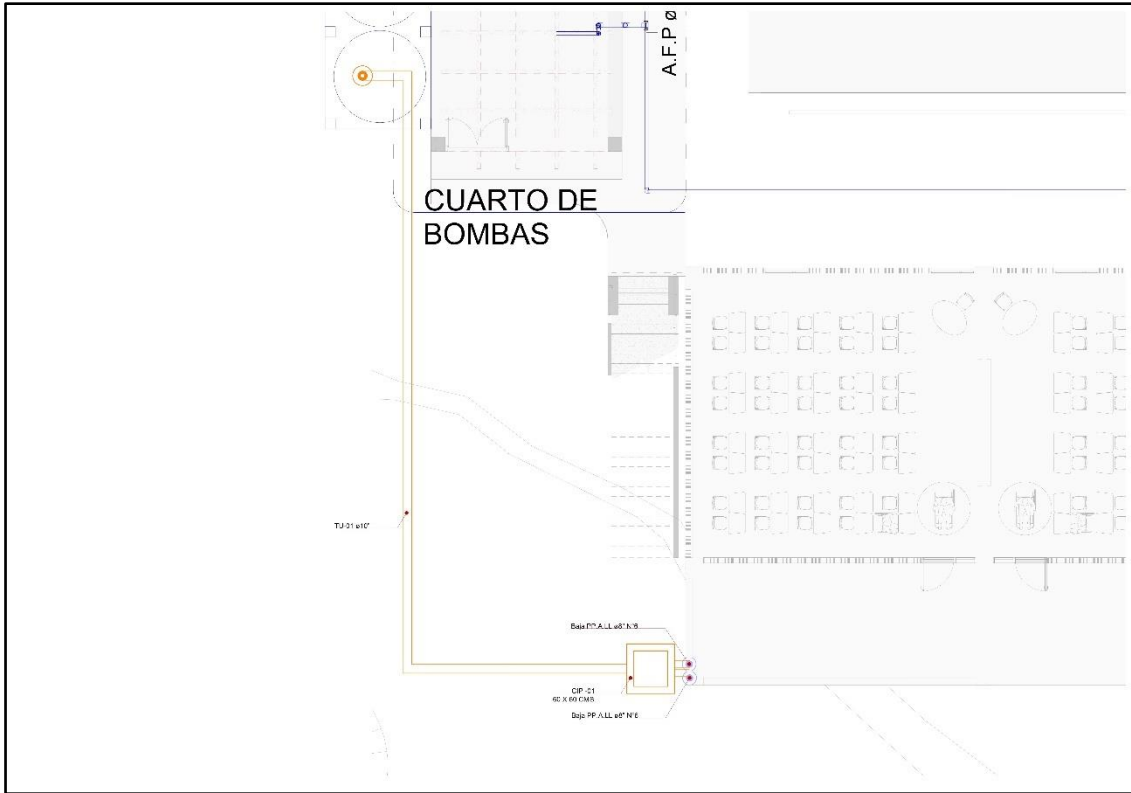 A.F.P ø
CUARTO DE
BOMBAS
TU-01 ø10"
Baja PP.A.LL ø8" N°6
CIP -01
60 X 60 CMS
Baja PP.A.LL ø8" N°6